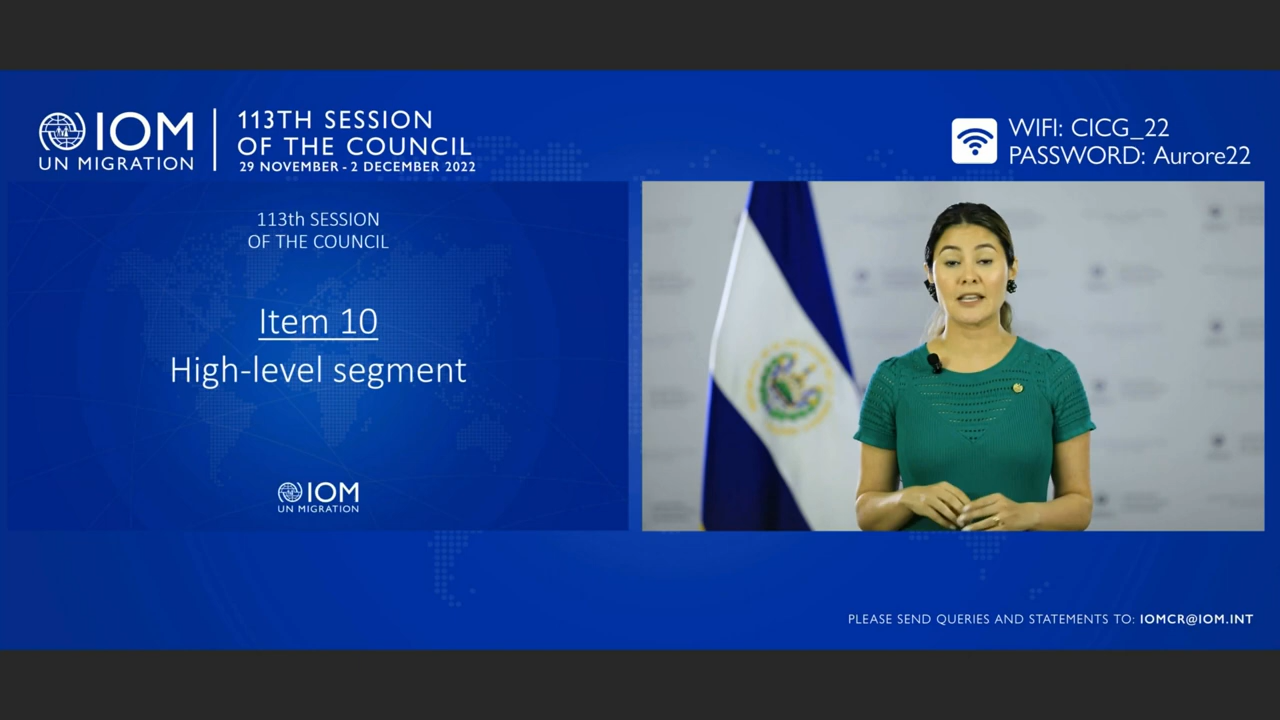 IOM
UN MIGRATION
113TH SESSION
OF THE COUNCIL
29 NOVEMBER - 2 DECEMBER 2022
WIFI: CICG_22
PASSWORD: Aurore22
113th SESSION
OF THE COUNCIL
Item 10
High-level segment
IOM
UN MIGRATION
PLEASE SEND QUERIES AND STATEMENTS TO: IOMCR@IOM.INT